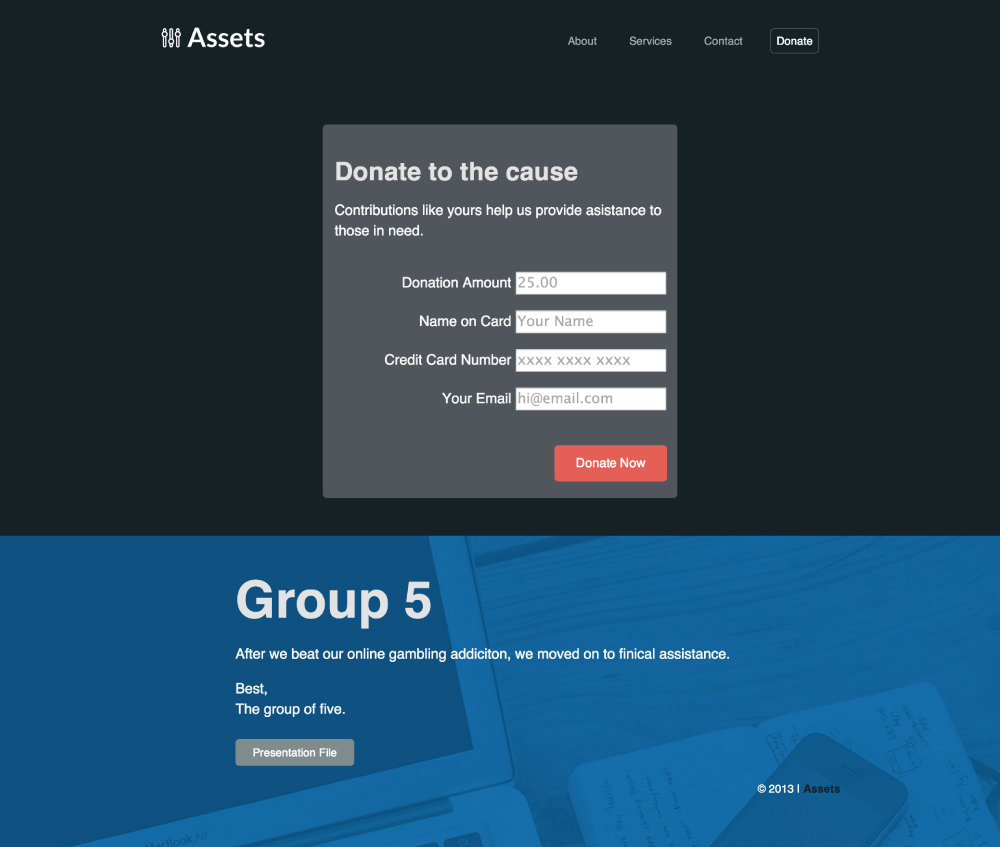 Assets
About
Services
Contact
Donate
Donate to the cause
Contributions like yours help us provide asistance to
those in need.
Donation Amount 25.00
Name on Card Your Name
Credit Card Number xxxx xxxx xxxx
Your Email hi@email.com
Donate Now
Group 5
After we beat our online gambling addiciton, we moved on to finical assistance.
Best,
The group of five.
Presentation File
© 2013 | Assets
MacBook Air